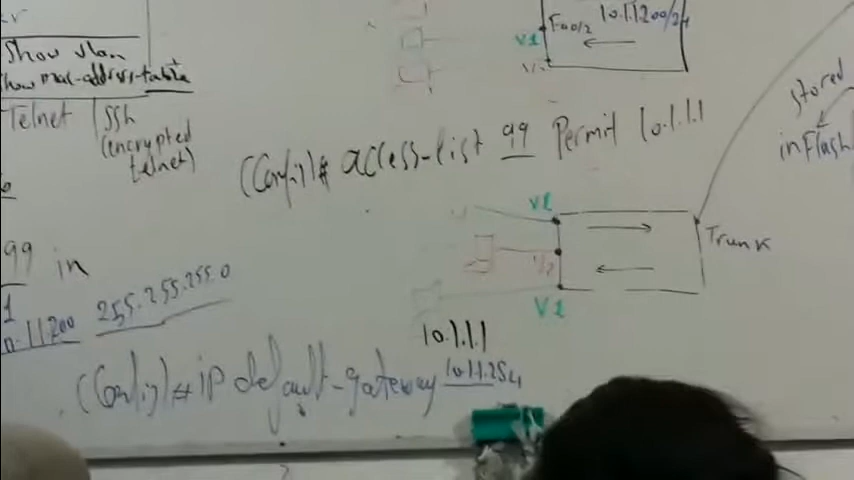 Show vlan
Show mac-address-table
Telnet | SSh
(encrypted
telnet)
Fa0/2 10.1.1.200/24
V1
(Config)# access-list 99 Permit 10.1.1.1
stored
in Flash
V1
Trunk
V1
10.1.1.1
99 in
1
255.255.255.0
(Config)# ip default-gateway 10.1.1.254